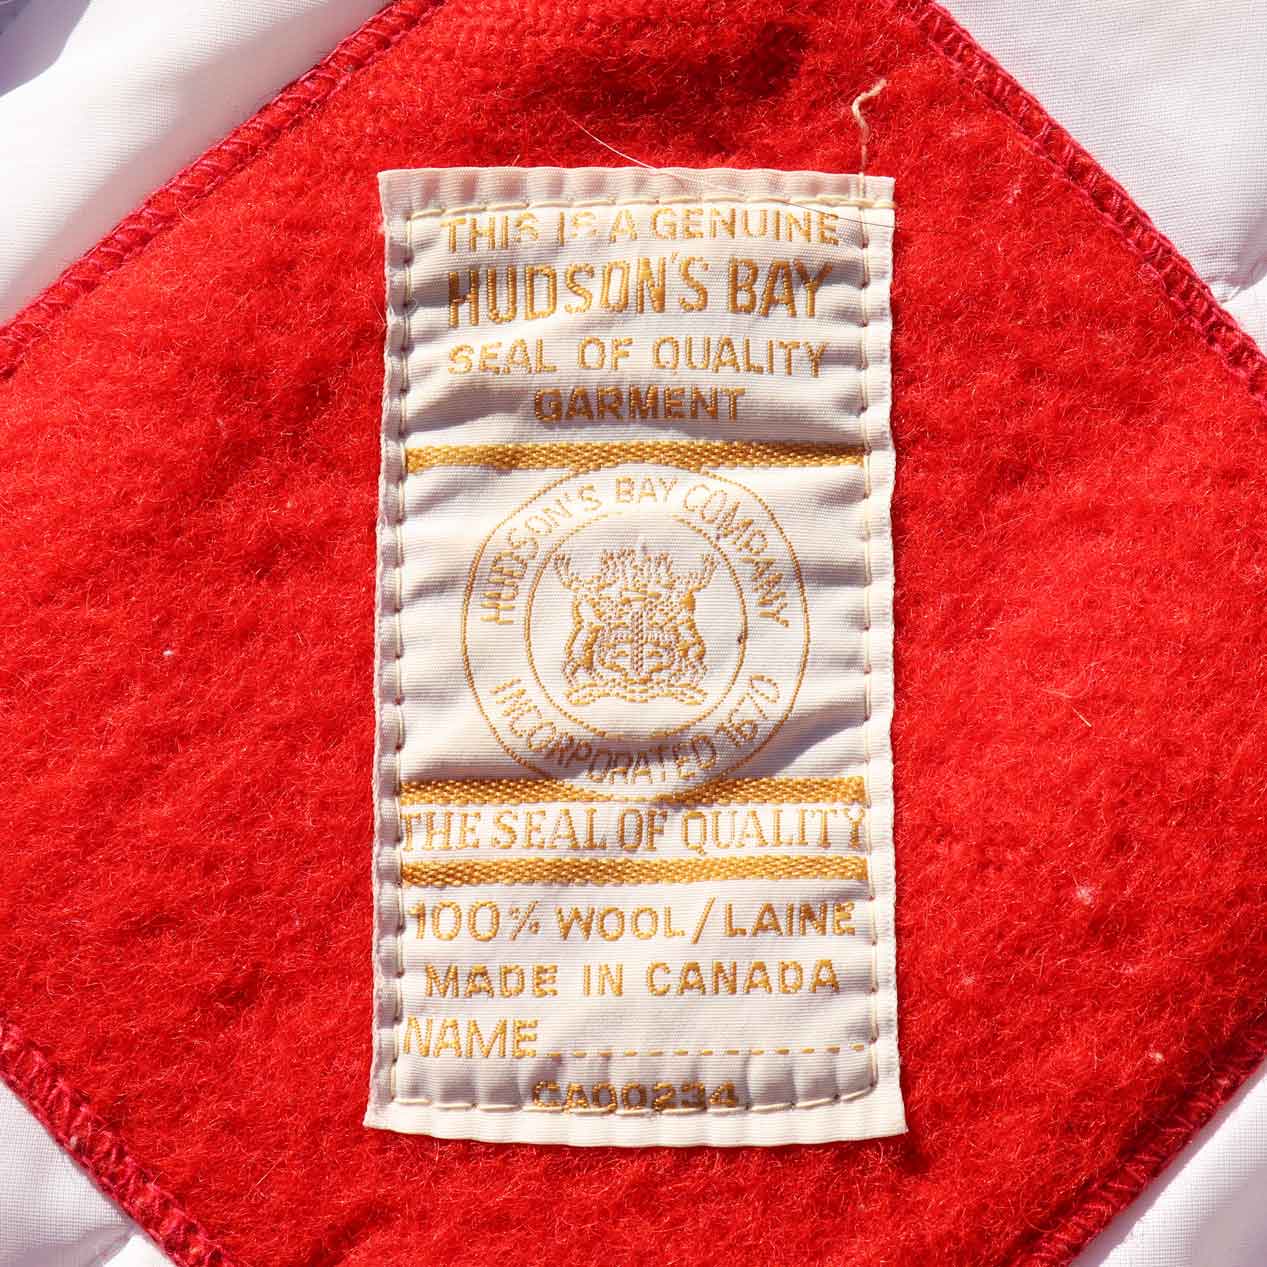 THIS IS A GENUINE
HUDSON'S BAY
SEAL OF QUALITY
GARMENT
HUDSON'S BAY COMPANY
INCORPORATED 1670
THE SEAL OF QUALITY
100% WOOL/LAINE
MADE IN CANADA
NAME
CA00234